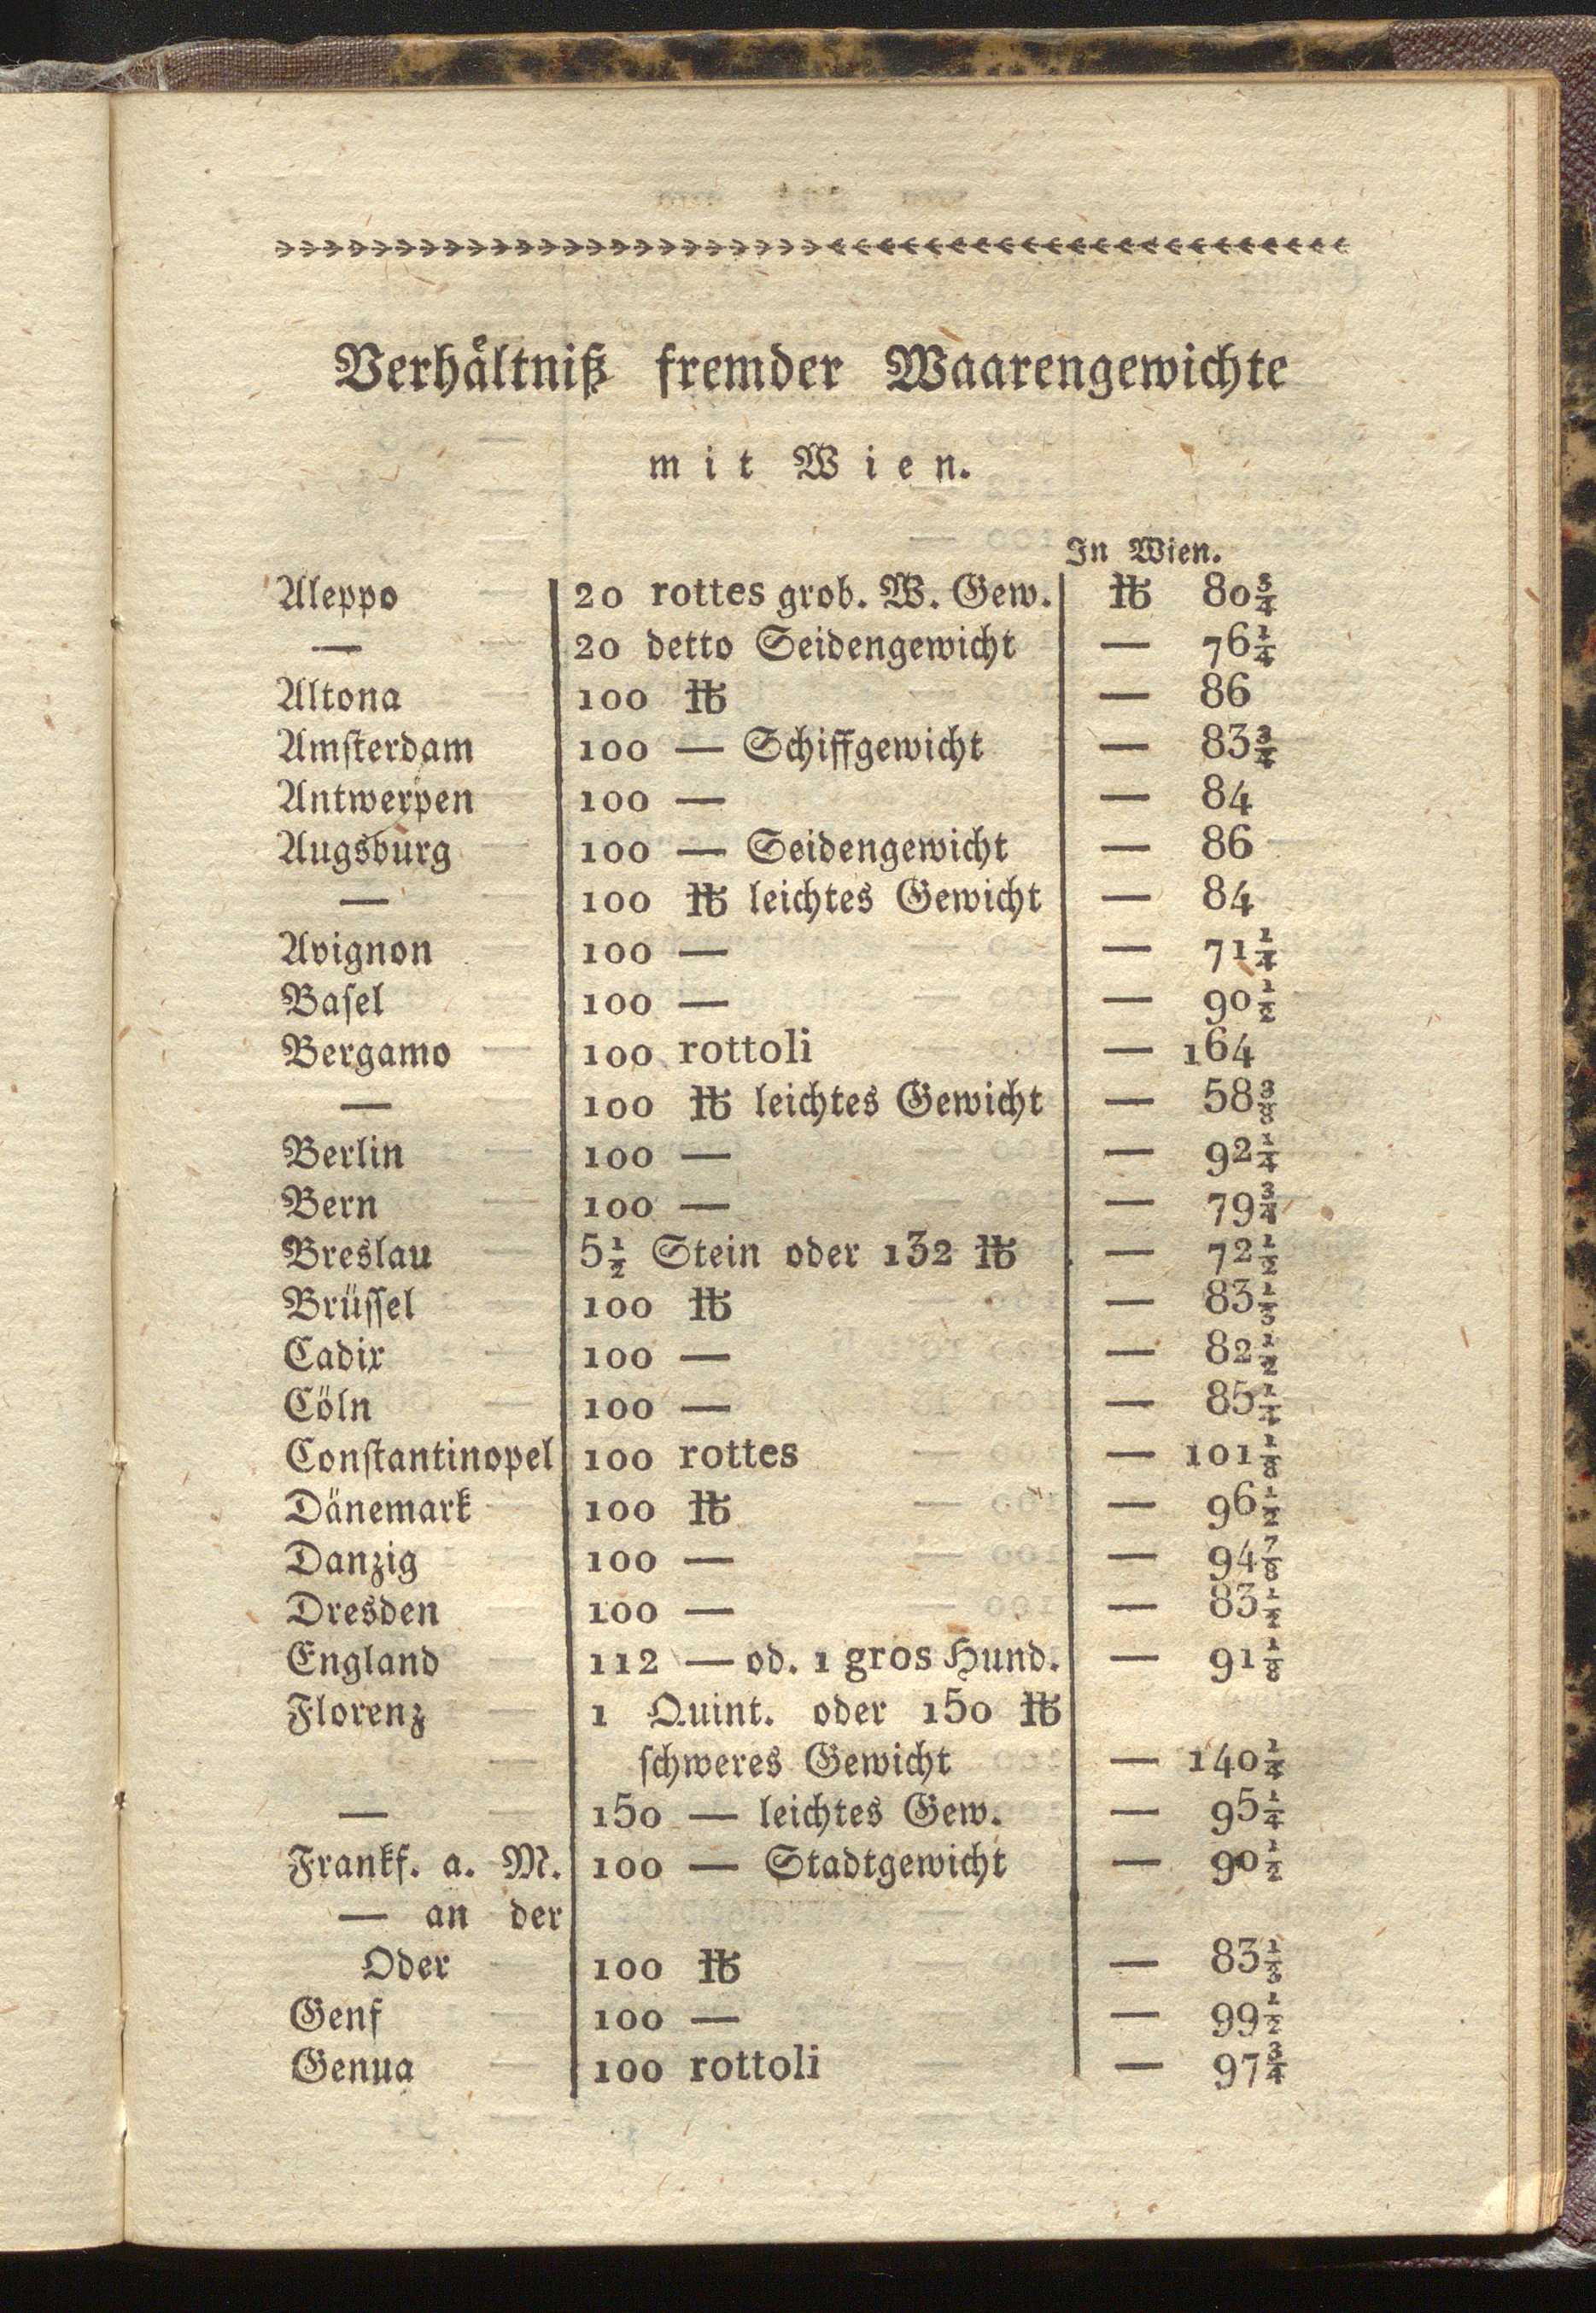 Verhältniß fremder Waarengewichte
mit Wien.
In Wien.
Aleppo 20 rottes grob. W. Gew. ℔ 80¾
— 20 detto Seidengewicht — 76¼
Altona 100 ℔ — 86
Amsterdam 100 — Schiffgewicht — 83¾
Antwerpen 100 — — 84
Augsburg 100 — Seidengewicht — 86
— 100 ℔ leichtes Gewicht — 84
Avignon 100 — — 71¼
Basel 100 — — 90½
Bergamo 100 rottoli — 164
— 100 ℔ leichtes Gewicht — 58⅜
Berlin 100 — — 92¼
Bern 100 — — 79¾
Breslau 5½ Stein oder 132 ℔ — 72½
Brüssel 100 ℔ — 83⅓
Cadix 100 — — 82½
Cöln 100 — —
Constantinopel 100 rottes — 101⅛
Dänemark 100 ℔ — 96½
Danzig 100 — — 94⅞
Dresden 100 — —
England 112 — od. 1 gros Hund. — 91⅛
Florenz 1 Quint. oder 150 ℔
schweres Gewicht — 140¼
— 150 — leichtes Gew. — 95¼
Frankf. a. M. 100 — Stadtgewicht — 90½
— an der
Oder 100 ℔ — 83⅓
Genf 100 — — 99½
Genua 100 rottoli — 97¾